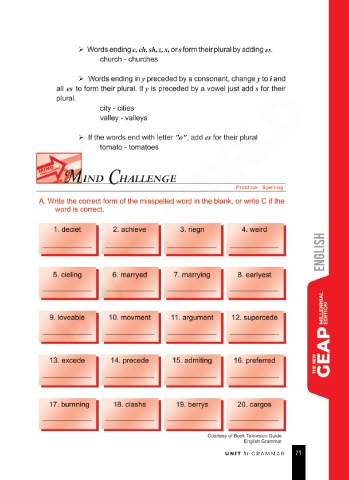 ➢ Words ending c, ch, sh, z, x, or s form their plural by adding es.
church - churches
➢ Words ending in y preceded by a consonant, change y to i and
all es to form their plural. If y is preceded by a vowel just add s for their
plural.
city - cities
valley - valleys
➢ If the words end with letter "o", add es for their plural
tomato - tomatoes
MIND CHALLENGE
Practice: Spelling
A. Write the correct form of the misspelled word in the blank, or write C if the
word is correct.
1. deciet 2. achieve 3. riegn 4. weird
5. cieling 6. marryed 7. marrying 8. earlyest
9. loveable 10. movment 11. argument 12. supercede
13. excede 14. precede 15. admiting 16. preferred
17. burnning 18. clashs 19. berrys 20. cargos
Courtesy of Book Television Guide
English Grammar
UNIT 1: GRAMMAR 71
ENGLISH
THE NEW
GEAP MILLENNIAL
EDITION